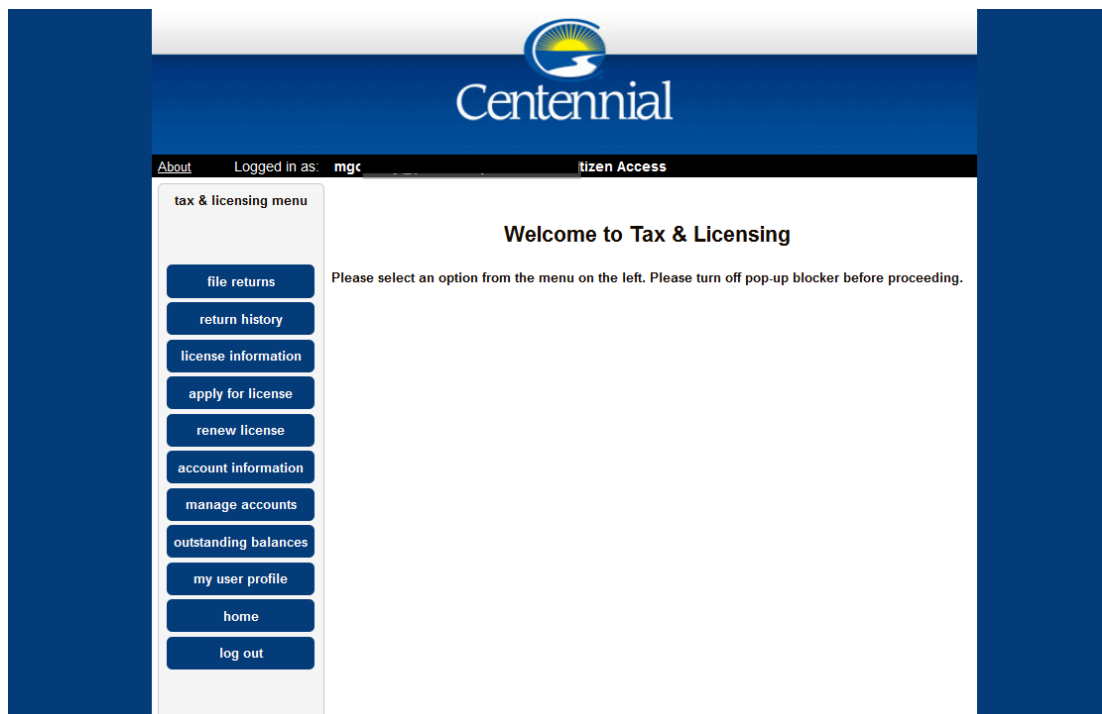 Centennial
About Logged in as: mgc tizen Access
tax & licensing menu
Welcome to Tax & Licensing
Please select an option from the menu on the left. Please turn off pop-up blocker before proceeding.
file returns
return history
license information
apply for license
renew license
account information
manage accounts
outstanding balances
my user profile
home
log out